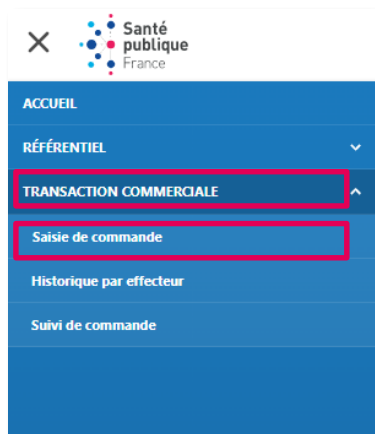 Santé
publique
France
ACCUEIL
RÉFÉRENTIEL
TRANSACTION COMMERCIALE
Saisie de commande
Historique par effecteur
Suivi de commande